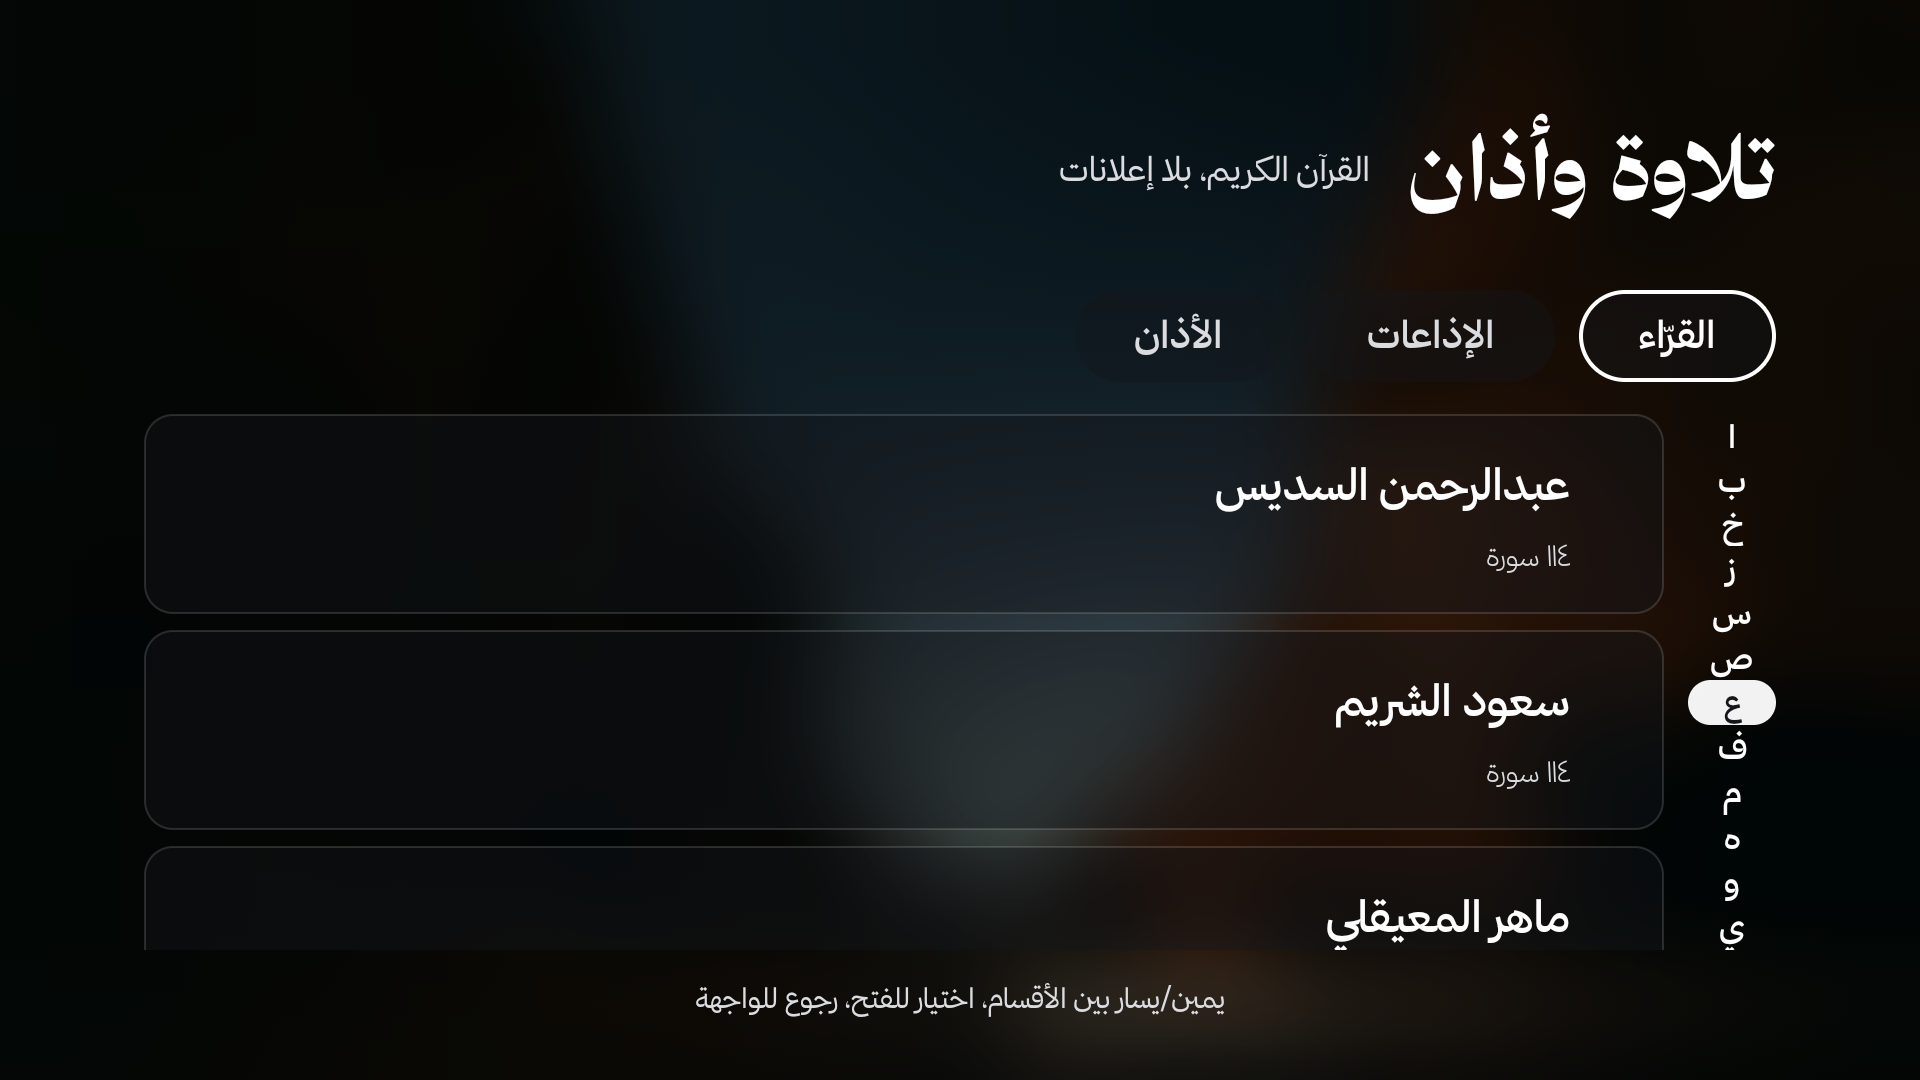 تلاوة وأذان
القرآن الكريم، بلا إعلانات
القرّاء
الإذاعات
الأذان
ا
ب
خ
ز
س
ص
ع
ف
م
ه
و
ي
عبدالرحمن السديس
١١٤ سورة
سعود الشريم
١١٤ سورة
ماهر المعيقلي
يمين/يسار بين الأقسام، اختيار للفتح، رجوع للواجهة